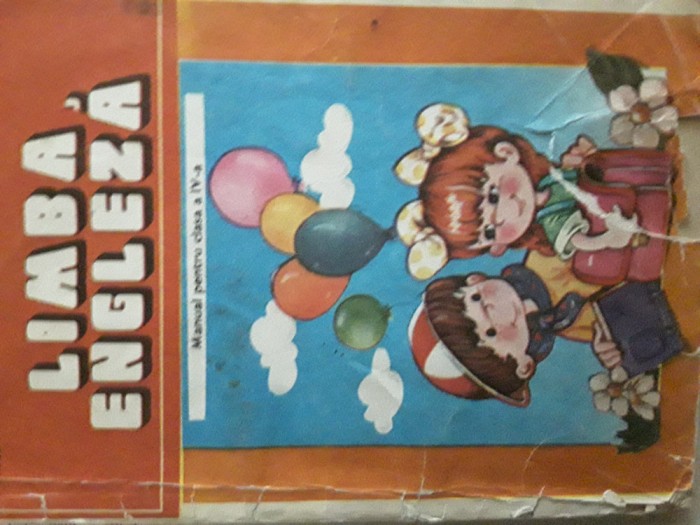 LIMBA
ENGLEZĂ
Manual pentru clasa a IV-a